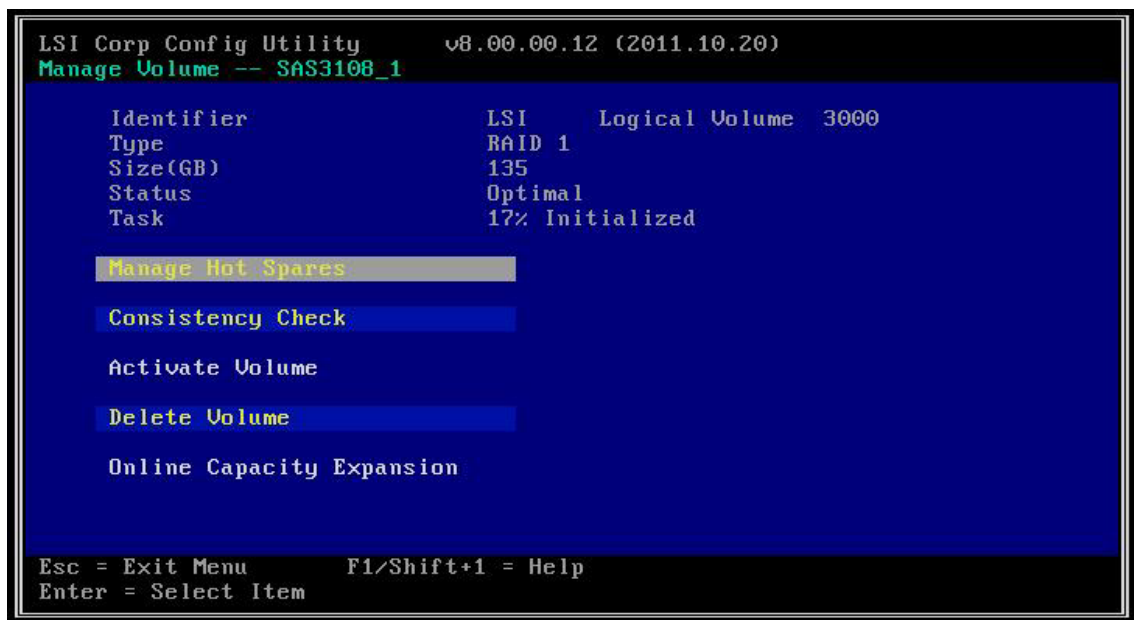 LSI Corp Config Utility v8.00.00.12 (2011.10.20)
Manage Volume -- SAS3108_1
Identifier LSI Logical Volume 3000
Type RAID 1
Size(GB) 135
Status Optimal
Task 17% Initialized
Manage Hot Spares
Consistency Check
Activate Volume
Delete Volume
Online Capacity Expansion
Esc = Exit Menu F1/Shift+1 = Help
Enter = Select Item